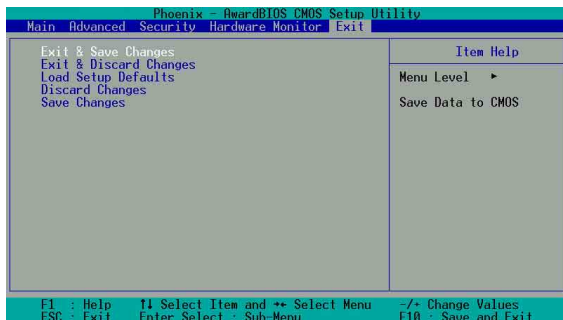 Phoenix - AwardBIOS CMOS Setup Utility
Main Advanced Security Hardware Monitor Exit
Exit & Save Changes
Exit & Discard Changes
Load Setup Defaults
Discard Changes
Save Changes
Item Help
Menu Level ►
Save Data to CMOS
F1 : Help ↑↓ Select Item and →← Select Menu -/+ Change Values
ESC : Exit Enter Select ▸ Sub-Menu F10 : Save and Exit